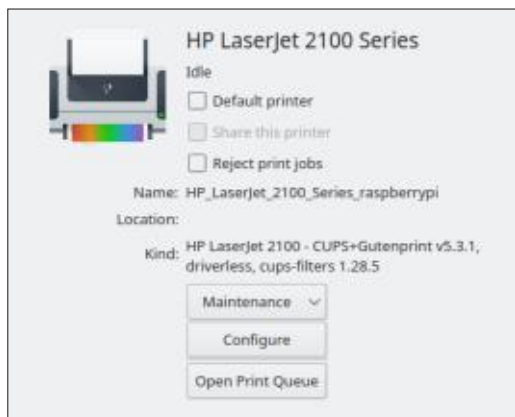 HP LaserJet 2100 Series
Idle
Default printer
Share this printer
Reject print jobs
Name: HP_LaserJet_2100_Series_raspberrypi
Location:
Kind: HP LaserJet 2100 - CUPS+Gutenprint v5.3.1,
driverless, cups-filters 1.28.5
Maintenance
Configure
Open Print Queue